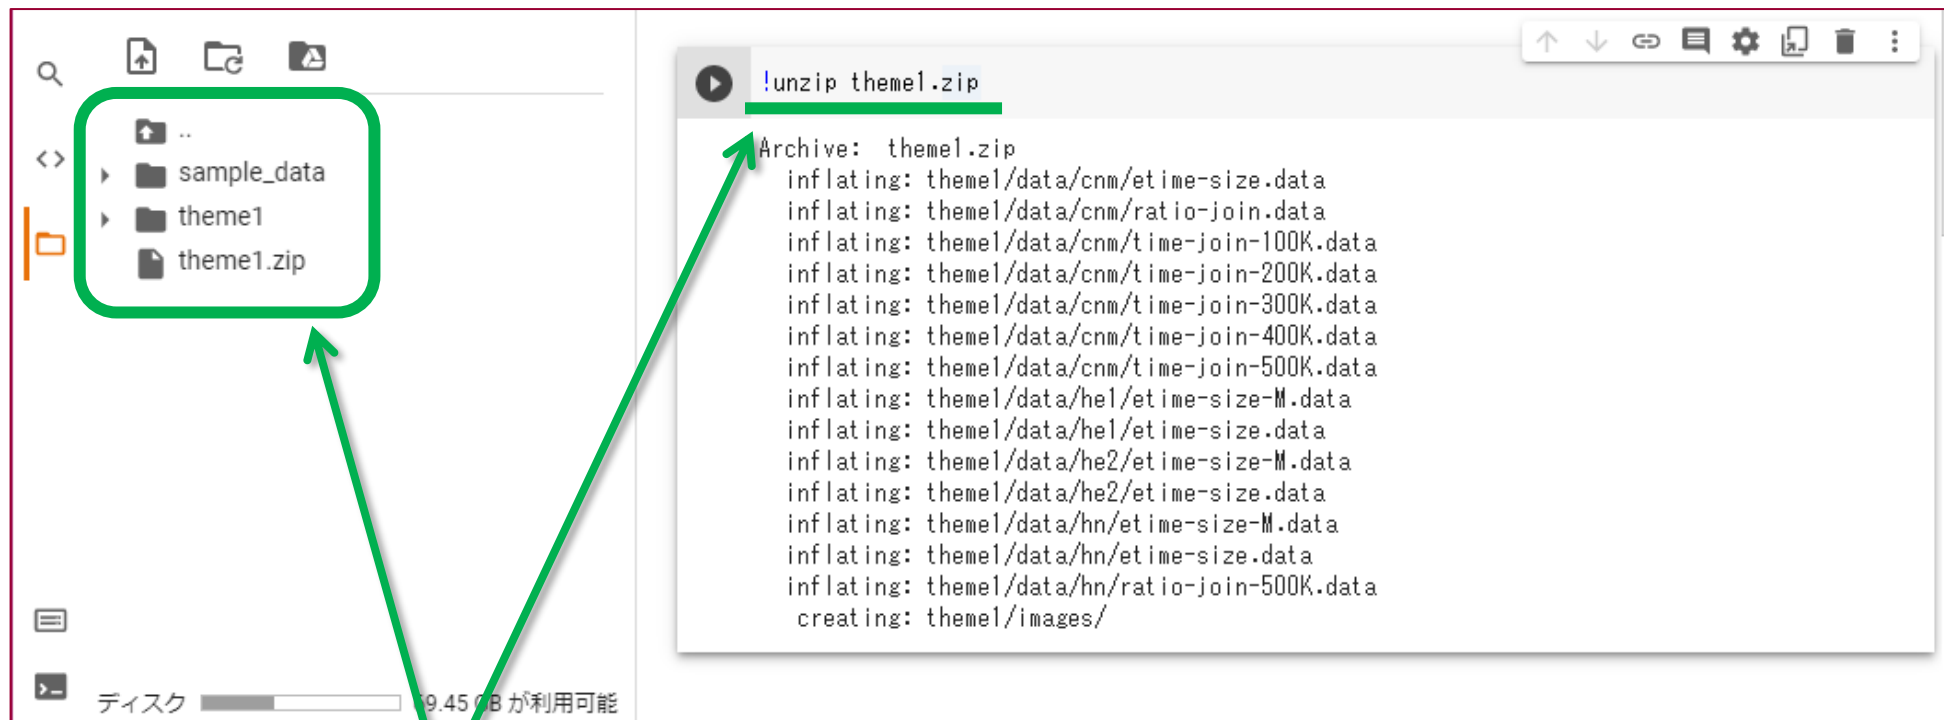 ..
sample_data
theme1
theme1.zip
ディスク 69.45 GB が利用可能
!unzip theme1.zip
Archive:  theme1.zip
inflating: theme1/data/cnm/etime-size.data
inflating: theme1/data/cnm/ratio-join.data
inflating: theme1/data/cnm/time-join-100K.data
inflating: theme1/data/cnm/time-join-200K.data
inflating: theme1/data/cnm/time-join-300K.data
inflating: theme1/data/cnm/time-join-400K.data
inflating: theme1/data/cnm/time-join-500K.data
inflating: theme1/data/he1/etime-size-M.data
inflating: theme1/data/he1/etime-size.data
inflating: theme1/data/he2/etime-size-M.data
inflating: theme1/data/he2/etime-size.data
inflating: theme1/data/hn/etime-size-M.data
inflating: theme1/data/hn/etime-size.data
inflating: theme1/data/hn/ratio-join-500K.data
creating: theme1/images/